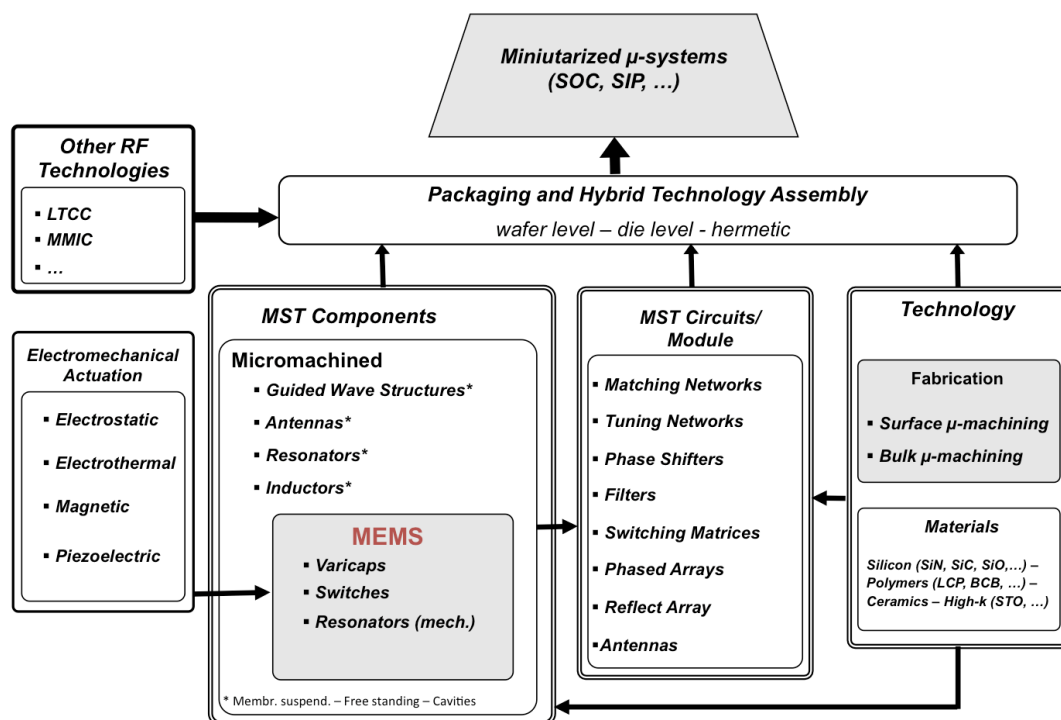 Miniutarized µ-systems
(SOC, SIP, …)
Other RF
Technologies
▪ LTCC
▪ MMIC
▪ …
Packaging and Hybrid Technology Assembly
wafer level – die level - hermetic
Electromechanical
Actuation
▪ Electrostatic
▪ Electrothermal
▪ Magnetic
▪ Piezoelectric
MST Components
Micromachined
▪ Guided Wave Structures*
▪ Antennas*
▪ Resonators*
▪ Inductors*
MEMS
▪ Varicaps
▪ Switches
▪ Resonators (mech.)
* Membr. suspend. – Free standing – Cavities
MST Circuits/
Module
▪ Matching Networks
▪ Tuning Networks
▪ Phase Shifters
▪ Filters
▪ Switching Matrices
▪ Phased Arrays
▪ Reflect Array
▪ Antennas
Technology
Fabrication
▪ Surface µ-machining
▪ Bulk µ-machining
Materials
Silicon (SiN, SiC, SiO,…) –
Polymers (LCP, BCB, …) –
Ceramics – High-k (STO, …)